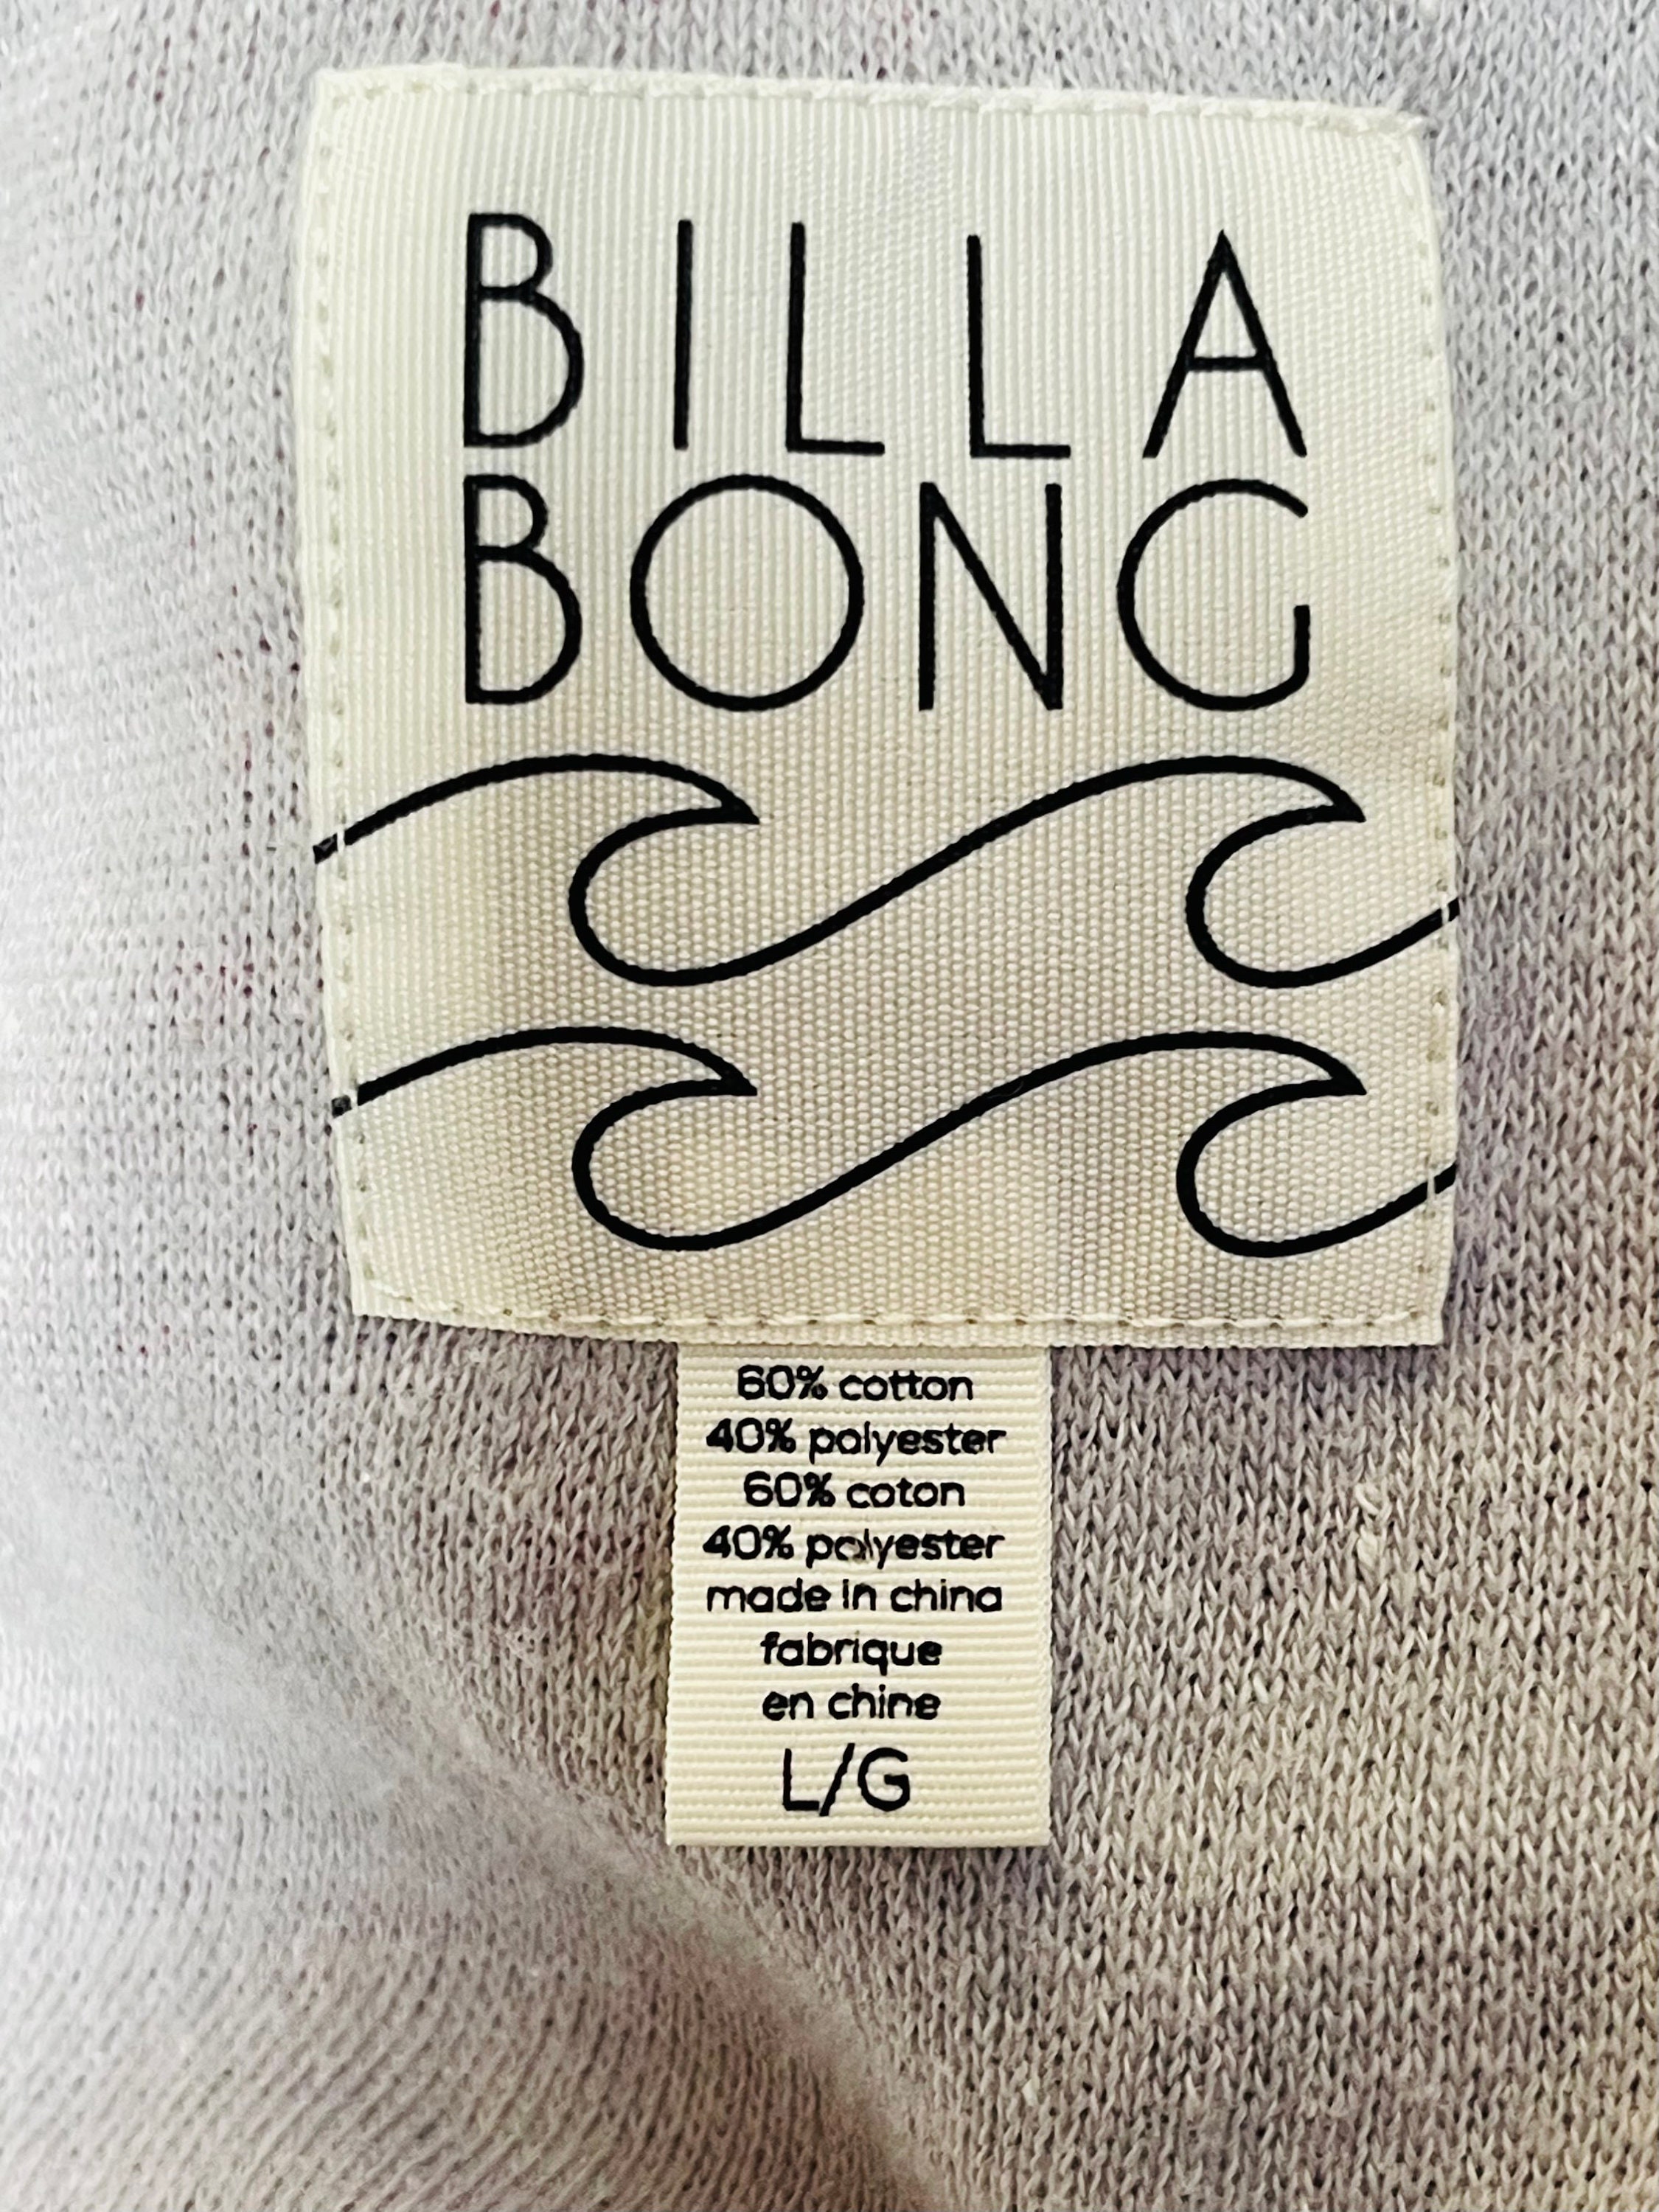 BILLA
BONG
60% cotton
40% polyester
60% coton
40% polyester
made in china
fabrique
en chine
L/G